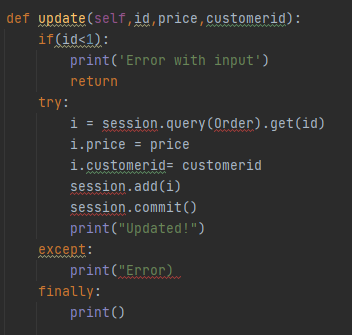 def update(self,id,price,customerid):
    if(id<1):
        print('Error with input')
        return
    try:
        i = session.query(Order).get(id)
        i.price = price
        i.customerid= customerid
        session.add(i)
        session.commit()
        print("Updated!")
    except:
        print("Error)
    finally:
        print()